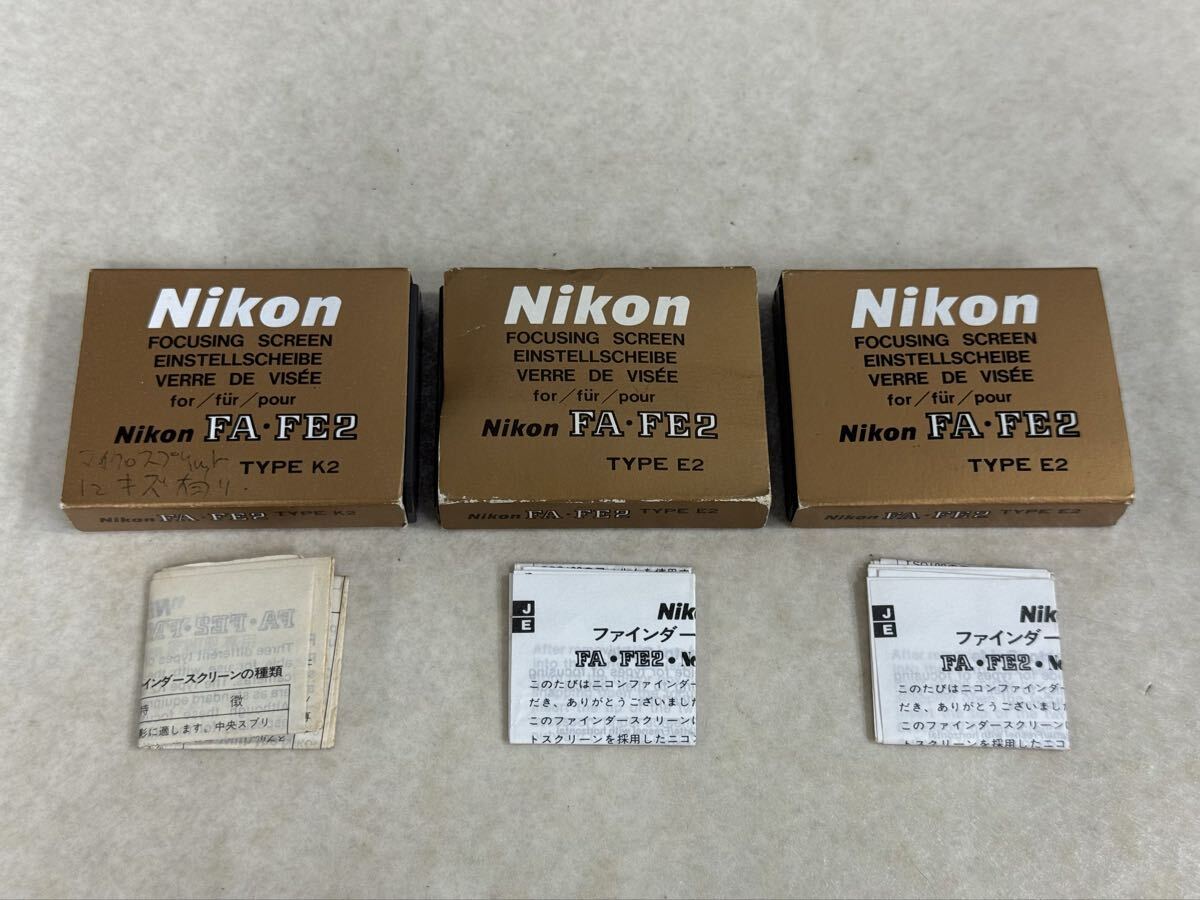 Nikon
FOCUSING SCREEN
EINSTELLSCHEIBE
VERRE DE VISÉE
for/für/pour
Nikon FA・FE2
マイクロスプリット
TYPE K2
にキズ有り.
Nikon FA・FE2 TYPE K2
Nikon
FOCUSING SCREEN
EINSTELLSCHEIBE
VERRE DE VISÉE
for/für/pour
Nikon FA・FE2
TYPE E2
Nikon FA・FE2 TYPE E2
Nikon
FOCUSING SCREEN
EINSTELLSCHEIBE
VERRE DE VISÉE
for/für/pour
Nikon FA・FE2
TYPE E2
Nikon FA・FE2 TYPE E2
インダースクリーンの種類
特 徴
影に適します。中央スプリ
J
E
Nik
ファインダー
FA・FE2・
このたびはニコンファインダー
だき、ありがとうございまし
このファインダースクリーン
トスクリーンを採用したニコン
J
E
Nik
ファインダー
FA・FE2・
このたびはニコンファインダー
だき、ありがとうございまし
このファインダースクリーン
トスクリーンを採用したニコ